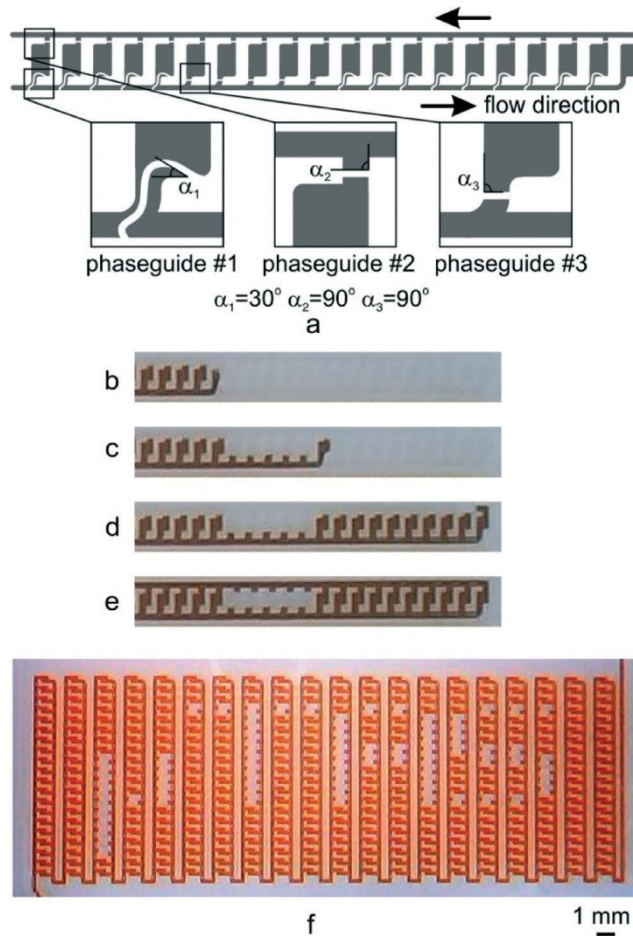 flow direction
α1
α2
α3
phaseguide #1 phaseguide #2 phaseguide #3
α1=30° α2=90° α3=90°
a
b
c
d
e
f
1 mm